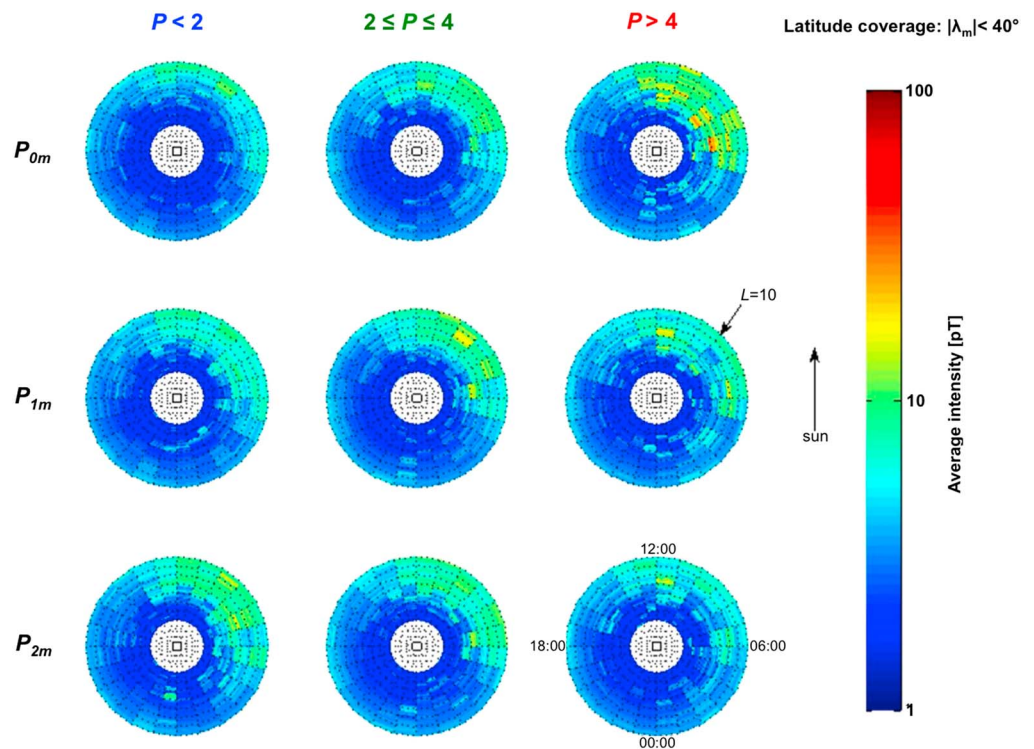 P < 2
2 ≤ P ≤ 4
P > 4
Latitude coverage: |λm|< 40°
100
P0m
10
Average intensity [pT]
L=10
P1m
sun
12:00
P2m
18:00
06:00
00:00
1